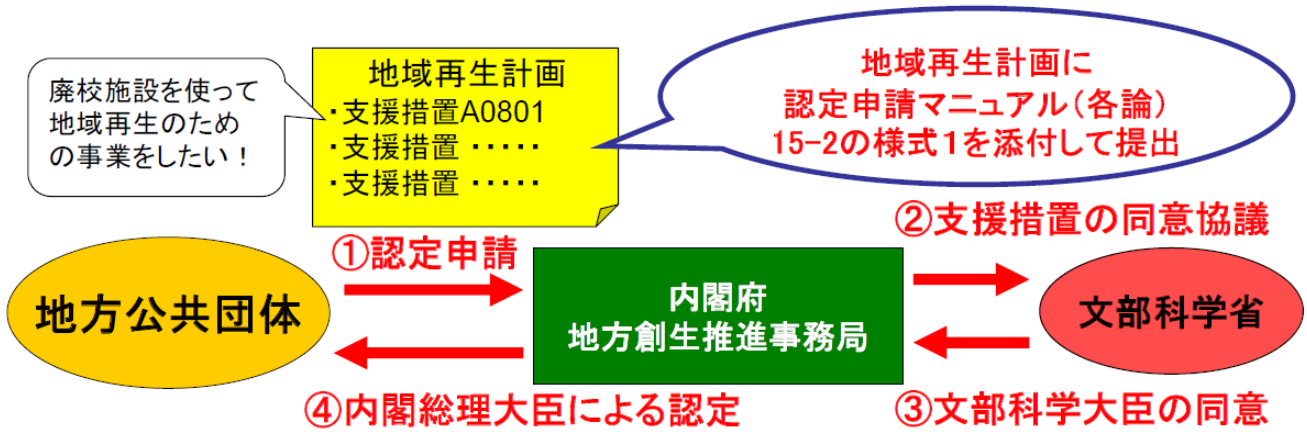 廃校施設を使って
地域再生のため
の事業をしたい！
地域再生計画
・支援措置A0801
・支援措置 ・・・・・
・支援措置 ・・・・・
地域再生計画に
認定申請マニュアル（各論）
15-2の様式１を添付して提出
②支援措置の同意協議
①認定申請
地方公共団体
内閣府
地方創生推進事務局
文部科学省
④内閣総理大臣による認定
③文部科学大臣の同意